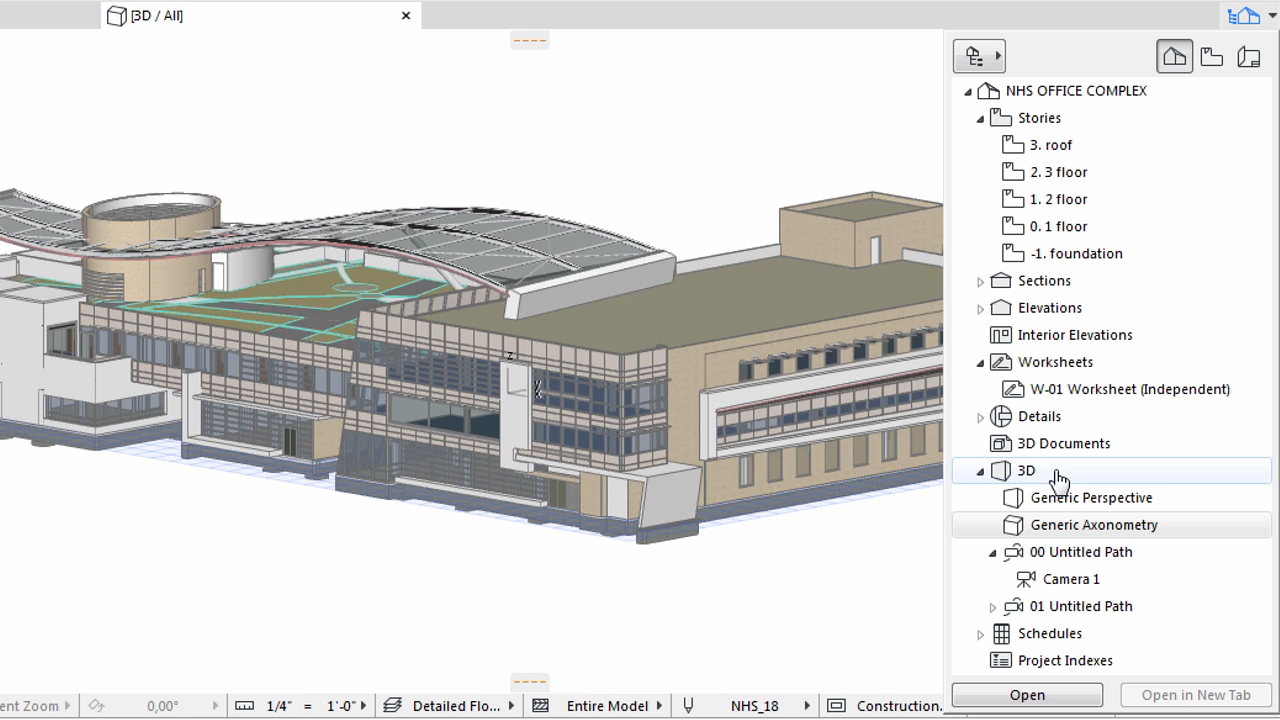 [3D / All]
NHS OFFICE COMPLEX
Stories
3. roof
2. 3 floor
1. 2 floor
0. 1 floor
-1. foundation
Sections
Elevations
Interior Elevations
Worksheets
W-01 Worksheet (Independent)
Details
3D Documents
3D
Generic Perspective
Generic Axonometry
00 Untitled Path
Camera 1
01 Untitled Path
Schedules
Project Indexes
Open
Open in New Tab
z
y
x
ent Zoom
0,00°
1/4" = 1'-0"
Detailed Flo...
Entire Model
NHS_18
Construction.